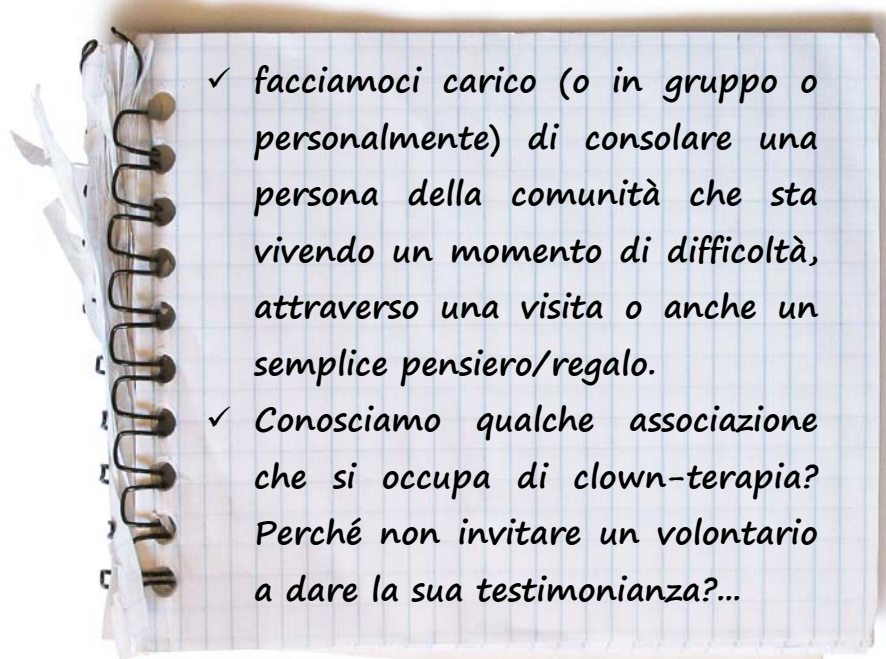 ✓ facciamoci carico (o in gruppo o
personalmente) di consolare una
persona della comunità che sta
vivendo un momento di difficoltà,
attraverso una visita o anche un
semplice pensiero/regalo.
✓ Conosciamo qualche associazione
che si occupa di clown-terapia?
Perché non invitare un volontario
a dare la sua testimonianza?...